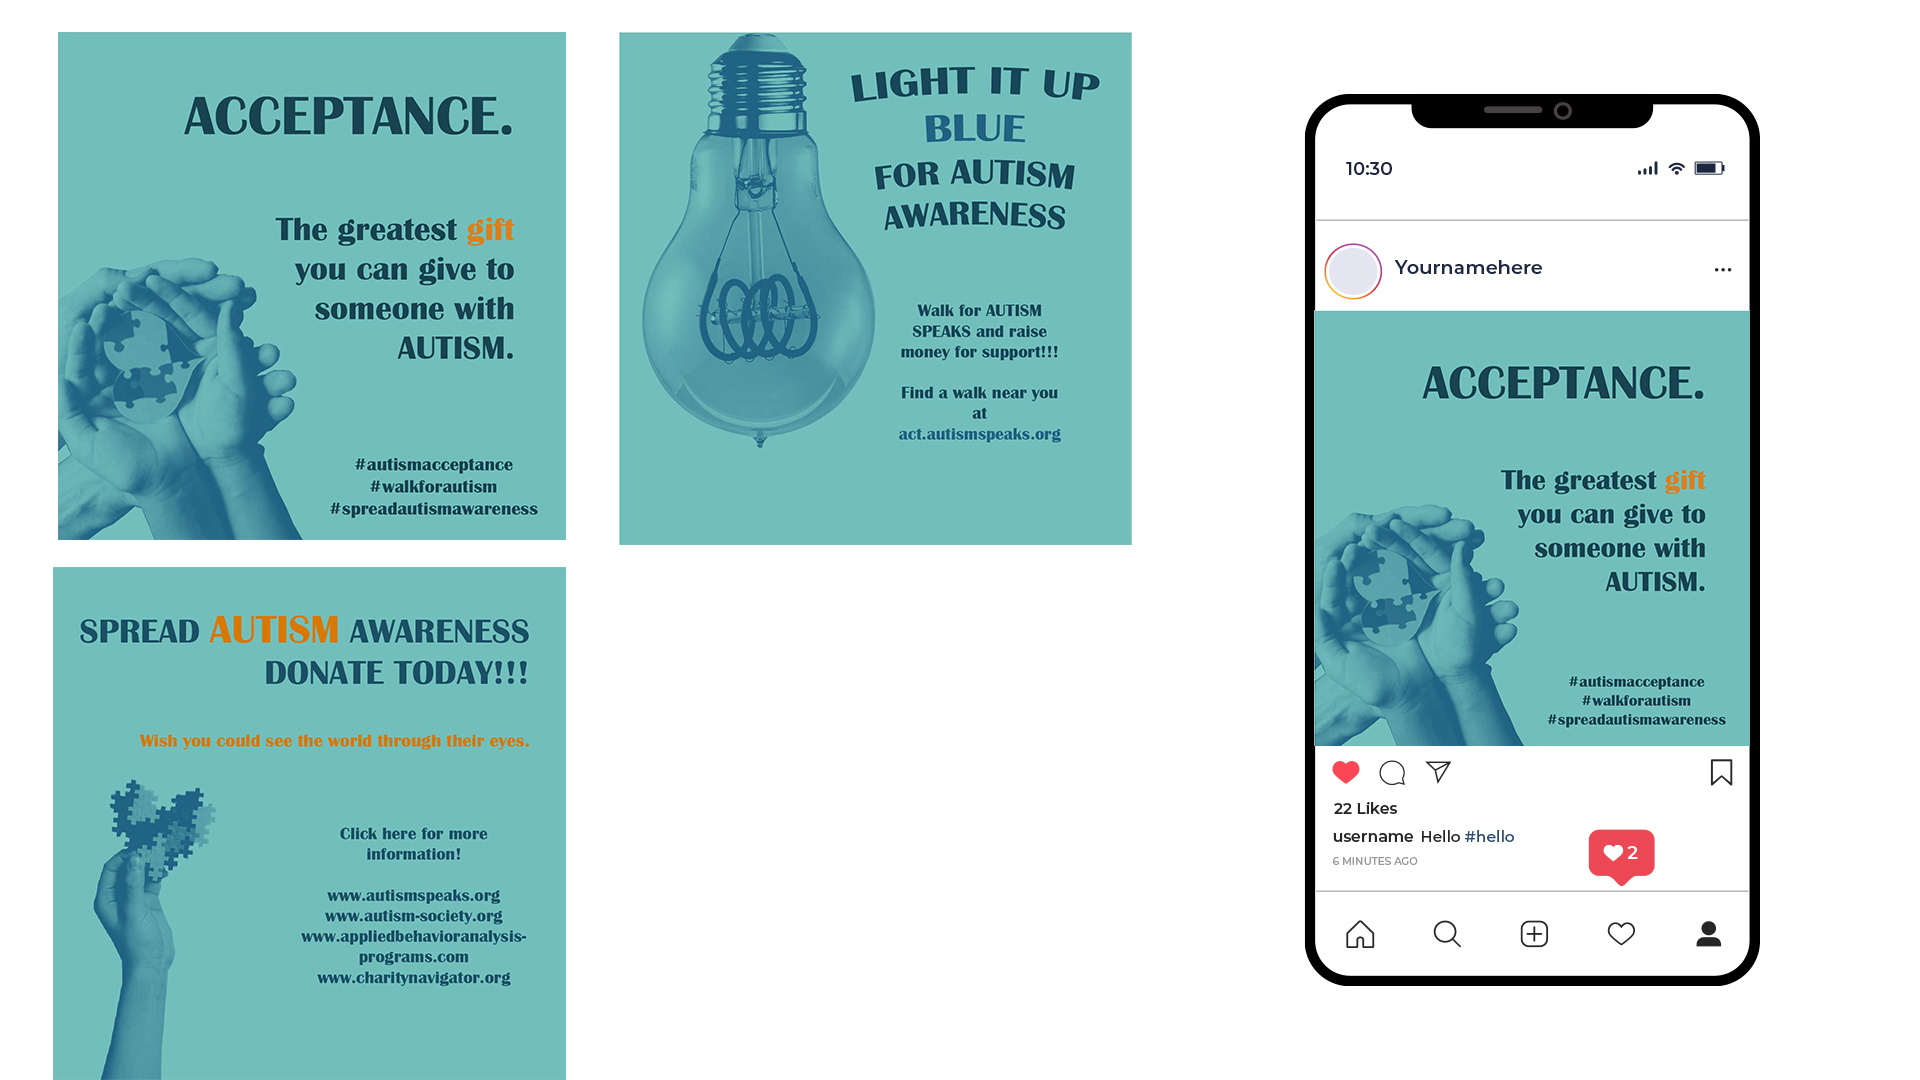 ACCEPTANCE.
The greatest gift
you can give to
someone with
AUTISM.
#autismacceptance
#walkforautism
#spreadautismawareness
LIGHT IT UP
BLUE
FOR AUTISM
AWARENESS
Walk for AUTISM
SPEAKS and raise
money for support!!!
Find a walk near you
at
act.autismspeaks.org
SPREAD AUTISM AWARENESS
DONATE TODAY!!!
Wish you could see the world through their eyes.
Click here for more
information!
www.autismspeaks.org
www.autism-society.org
www.appliedbehavioranalysis-
programs.com
www.charitynavigator.org
10:30
Yournamehere
ACCEPTANCE.
The greatest gift
you can give to
someone with
AUTISM.
#autismacceptance
#walkforautism
#spreadautismawareness
22 Likes
username Hello #hello
2
6 MINUTES AGO